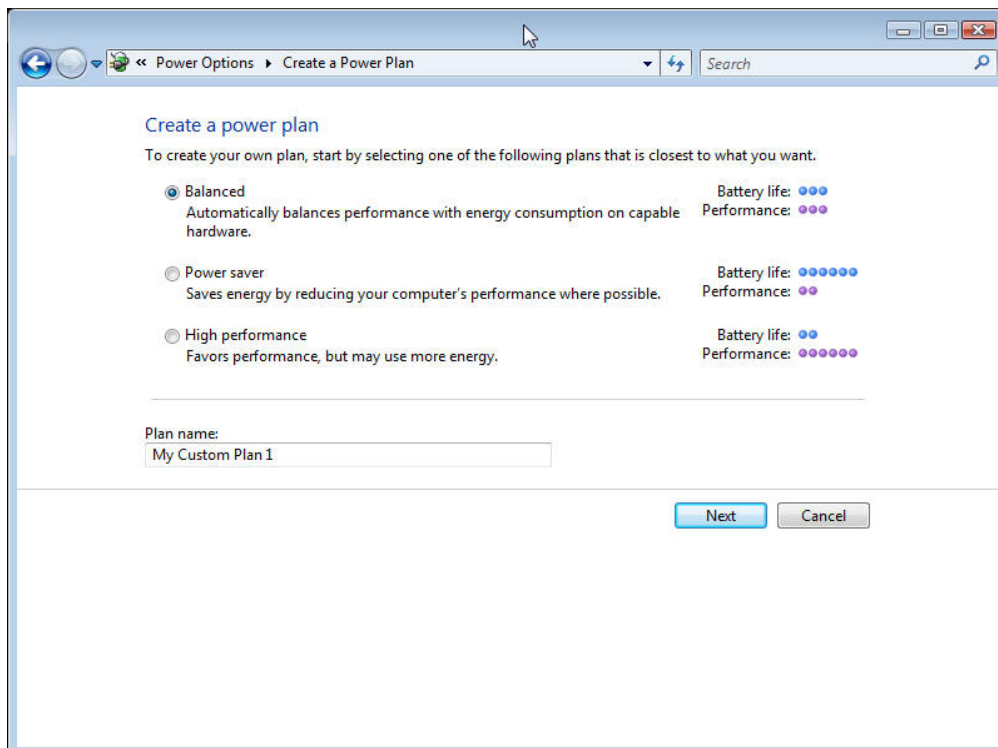 « Power Options ▸ Create a Power Plan
Search
Create a power plan
To create your own plan, start by selecting one of the following plans that is closest to what you want.
Balanced
Battery life:
Automatically balances performance with energy consumption on capable
Performance:
hardware.
Power saver
Battery life:
Saves energy by reducing your computer's performance where possible.
Performance:
High performance
Battery life:
Favors performance, but may use more energy.
Performance:
Plan name:
My Custom Plan 1
Next
Cancel